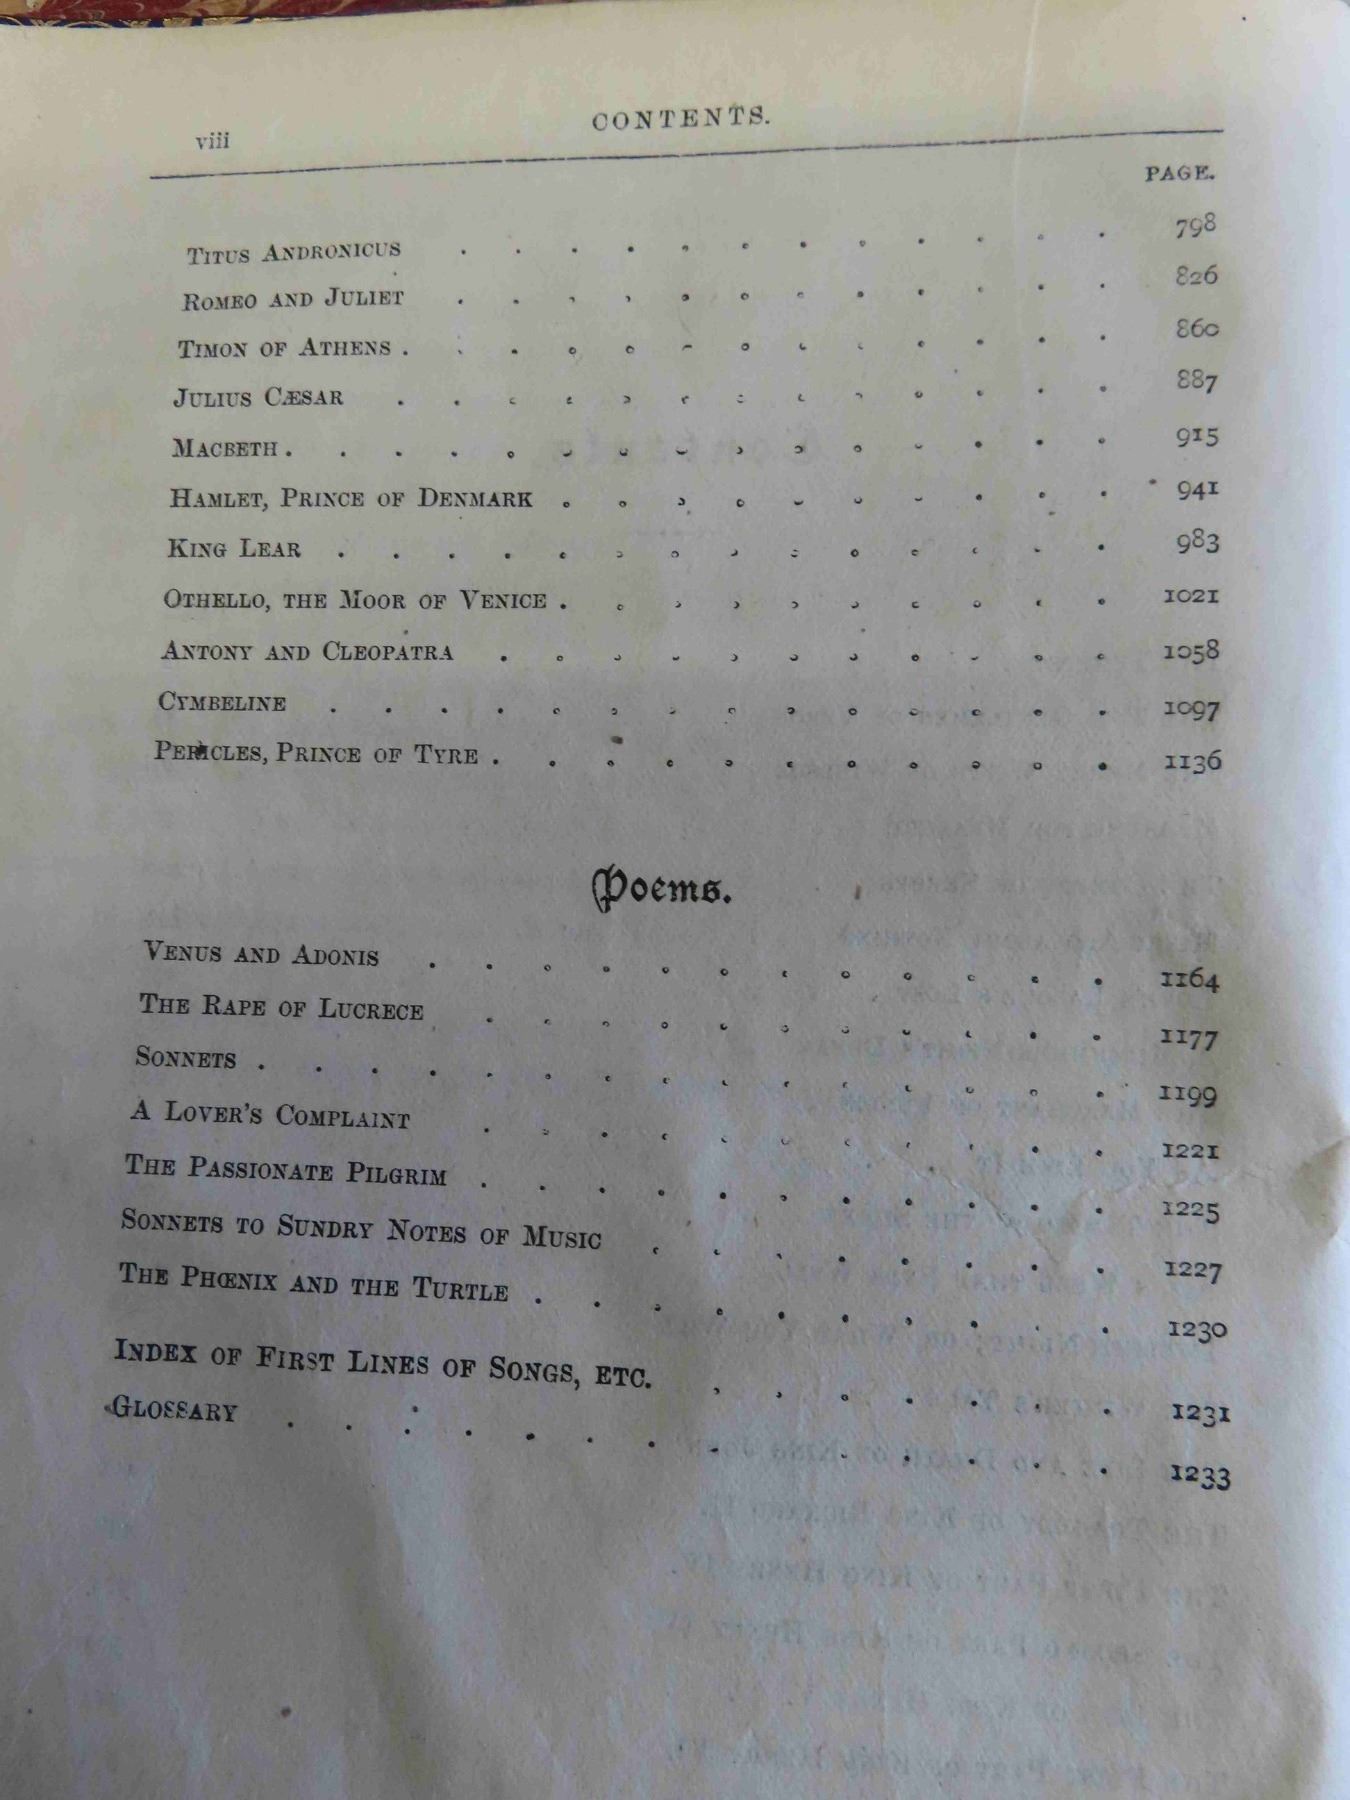 viii
CONTENTS.
PAGE.
TITUS ANDRONICUS . . . . . . . . . . . . 798
ROMEO AND JULIET . . . . . . . . . . . . 826
TIMON OF ATHENS . . . . . . . . . . . . . 860
JULIUS CÆSAR . . . . . . . . . . . . . 887
MACBETH . . . . . . . . . . . . . . . 915
HAMLET, PRINCE OF DENMARK . . . . . . . . . . 941
KING LEAR . . . . . . . . . . . . . . 983
OTHELLO, THE MOOR OF VENICE . . . . . . . . . . 1021
ANTONY AND CLEOPATRA . . . . . . . . . . . 1058
CYMBELINE . . . . . . . . . . . . . . 1097
PERICLES, PRINCE OF TYRE . . . . . . . . . . . 1136
Poems.
VENUS AND ADONIS . . . . . . . . . . . . 1164
THE RAPE OF LUCRECE . . . . . . . . . . . 1177
SONNETS . . . . . . . . . . . . . . . 1199
A LOVER'S COMPLAINT . . . . . . . . . . . 1221
THE PASSIONATE PILGRIM . . . . . . . . . . . 1225
SONNETS TO SUNDRY NOTES OF MUSIC . . . . . . . . 1227
THE PHŒNIX AND THE TURTLE . . . . . . . . . . 1230
INDEX OF FIRST LINES OF SONGS, ETC. . . . . . . . 1231
GLOSSARY . . . . . . . . . . . . . . 1233